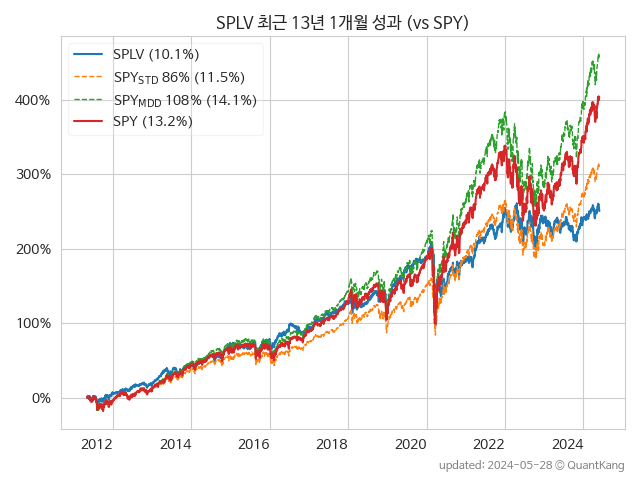 SPLV 최근 13년 1개월 성과 (vs SPY)
SPLV (10.1%)
SPY_STD 86% (11.5%)
SPY_MDD 108% (14.1%)
SPY (13.2%)
400%
300%
200%
100%
0%
2012 2014 2016 2018 2020 2022 2024
updated: 2024-05-28 © QuantKang